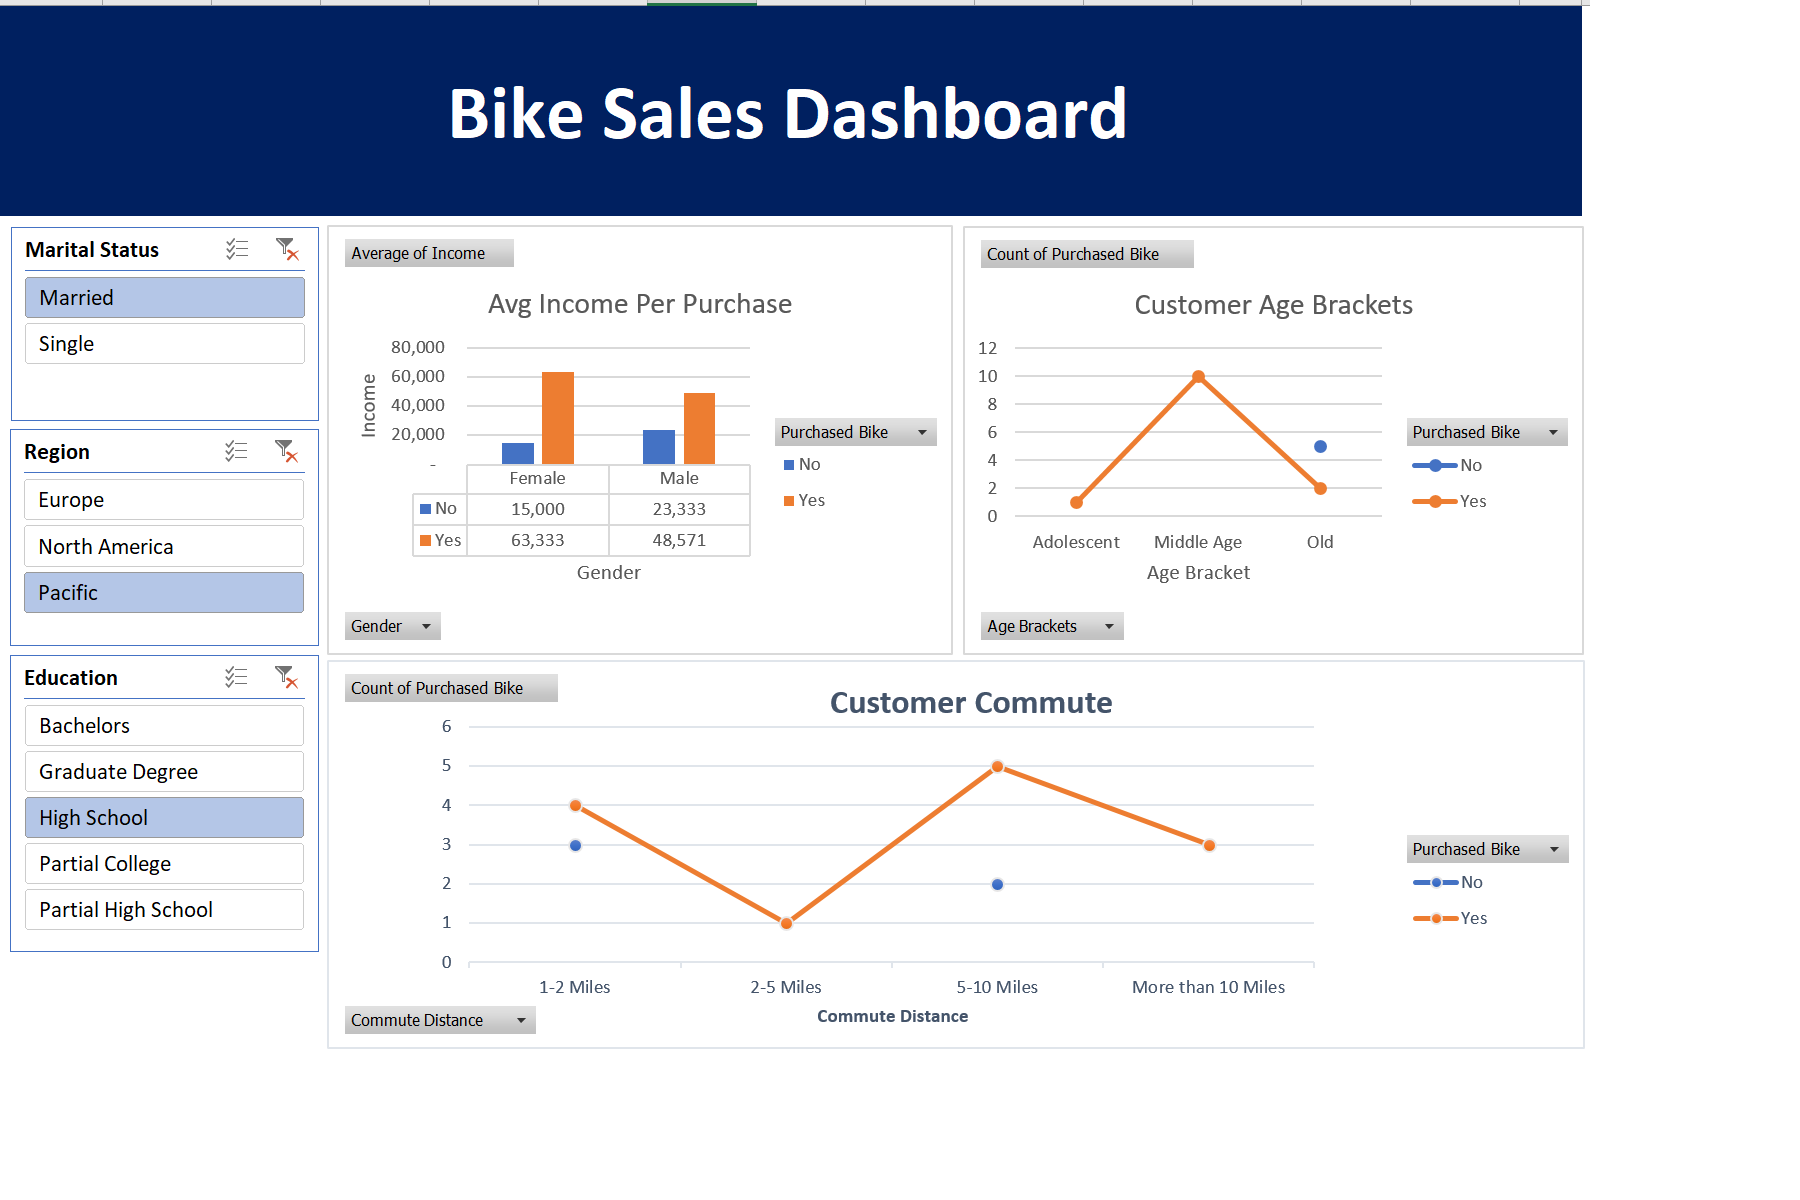 Bike Sales Dashboard
Marital Status
Married
Single
Region
Europe
North America
Pacific
Education
Bachelors
Graduate Degree
High School
Partial College
Partial High School
Average of Income
Avg Income Per Purchase
80,000
60,000
40,000
20,000
-
Income
Female Male
No 15,000 23,333
Yes 63,333 48,571
Gender
Purchased Bike
No
Yes
Gender
Count of Purchased Bike
Customer Age Brackets
12
10
8
6
4
2
0
Adolescent Middle Age Old
Age Bracket
Purchased Bike
No
Yes
Age Brackets
Count of Purchased Bike
Customer Commute
6
5
4
3
2
1
0
1-2 Miles 2-5 Miles 5-10 Miles More than 10 Miles
Commute Distance
Purchased Bike
No
Yes
Commute Distance